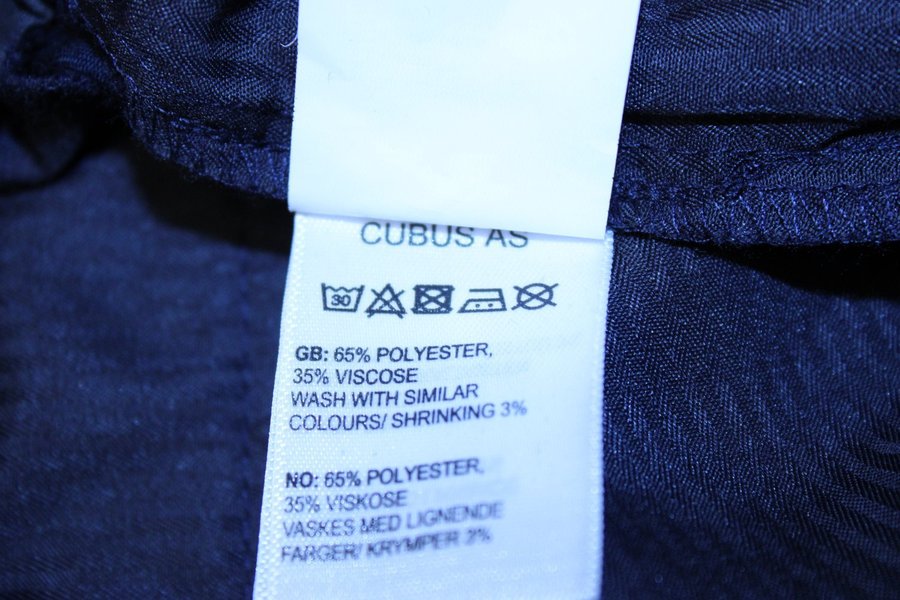 CUBUS AS
30
GB: 65% POLYESTER,
35% VISCOSE
WASH WITH SIMILAR
COLOURS/ SHRINKING 3%
NO: 65% POLYESTER,
35% VISKOSE
VASKES MED LIGNENDE
FARGER/ KRYMPER